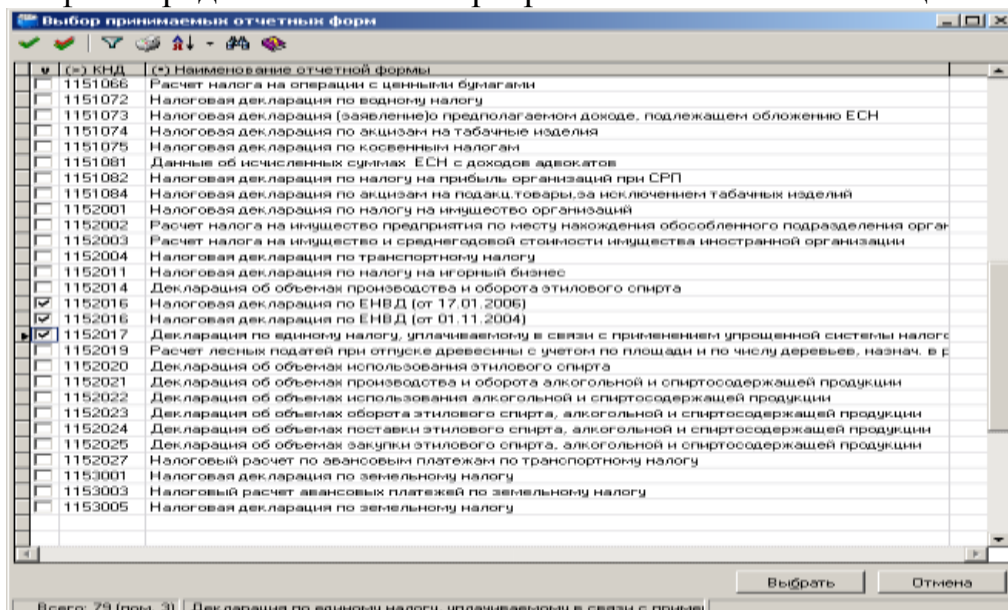 Выбор принимаемых отчетных форм
(=) КНД (*) Наименование отчетной формы
1151066 Расчет налога на операции с ценными бумагами
1151072 Налоговая декларация по водному налогу
1151073 Налоговая декларация (заявление)о предполагаемом доходе, подлежащем обложению ЕСН
1151074 Налоговая декларация по акцизам на табачные изделия
1151075 Налоговая декларация по косвенным налогам
1151081 Данные об исчисленных суммах ЕСН с доходов адвокатов
1151082 Налоговая декларация по налогу на прибыль организаций при СРП
1151084 Налоговая декларация по акцизам на подакц.товары,за исключением табачных изделий
1152001 Налоговая декларация по налогу на имущество организаций
1152002 Расчет налога на имущество предприятия по месту нахождения обособленного подразделения орган
1152003 Расчет налога на имущество и среднегодовой стоимости имущества иностранной организации
1152004 Налоговая декларация по транспортному налогу
1152011 Налоговая декларация по налогу на игорный бизнес
1152014 Декларация об объемах производства и оборота этилового спирта
1152016 Налоговая декларация по ЕНВД (от 17.01.2006)
1152016 Налоговая декларация по ЕНВД (от 01.11.2004)
1152017 Декларация по единому налогу, уплачиваемому в связи с применением упрощенной системы налогс
1152019 Расчет лесных податей при отпуске древесины с учетом по площади и по числу деревьев, назнач. в р
1152020 Декларация об объемах использования этилового спирта
1152021 Декларация об объемах производства и оборота алкогольной и спиртосодержащей продукции
1152022 Декларация об объемах использования алкогольной и спиртосодержащей продукции
1152023 Декларация об объемах оборота этилового спирта, алкогольной и спиртосодержащей продукции
1152024 Декларация об объемах поставки этилового спирта, алкогольной и спиртосодержащей продукции
1152025 Декларация об объемах закупки этилового спирта, алкогольной и спиртосодержащей продукции
1152027 Налоговый расчет по авансовым платежам по транспортному налогу
1153001 Налоговая декларация по земельному налогу
1153003 Налоговый расчет авансовых платежей по земельному налогу
1153005 Налоговая декларация по земельному налогу
Выбрать Отмена
Всего: 79 (пом. 3) Декларация по единому налогу, уплачиваемому в связи с приме